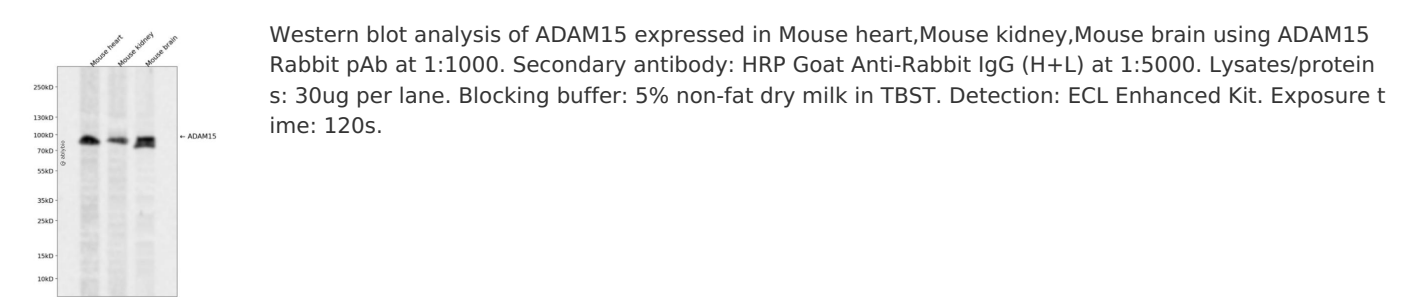 Mouse heart
Mouse kidney
Mouse brain
250kD
130kD
100kD
70kD
55kD
35kD
25kD
15kD
10kD
← ADAM15
Western blot analysis of ADAM15 expressed in Mouse heart,Mouse kidney,Mouse brain using ADAM15
Rabbit pAb at 1:1000. Secondary antibody: HRP Goat Anti-Rabbit IgG (H+L) at 1:5000. Lysates/protein
s: 30ug per lane. Blocking buffer: 5% non-fat dry milk in TBST. Detection: ECL Enhanced Kit. Exposure t
ime: 120s.